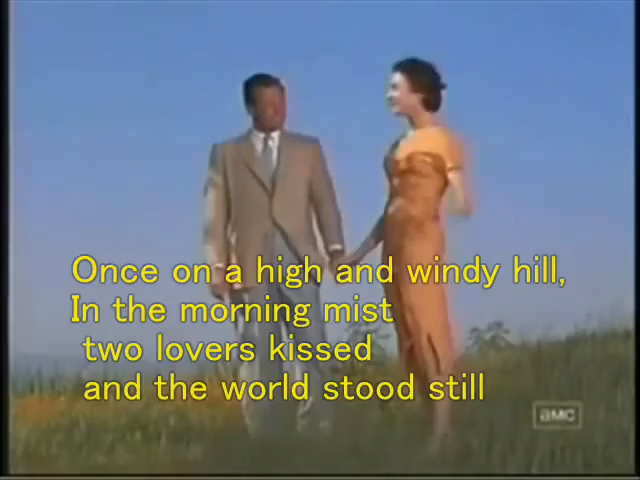 Once on a high and windy hill,
In the morning mist
two lovers kissed
and the world stood still
amc